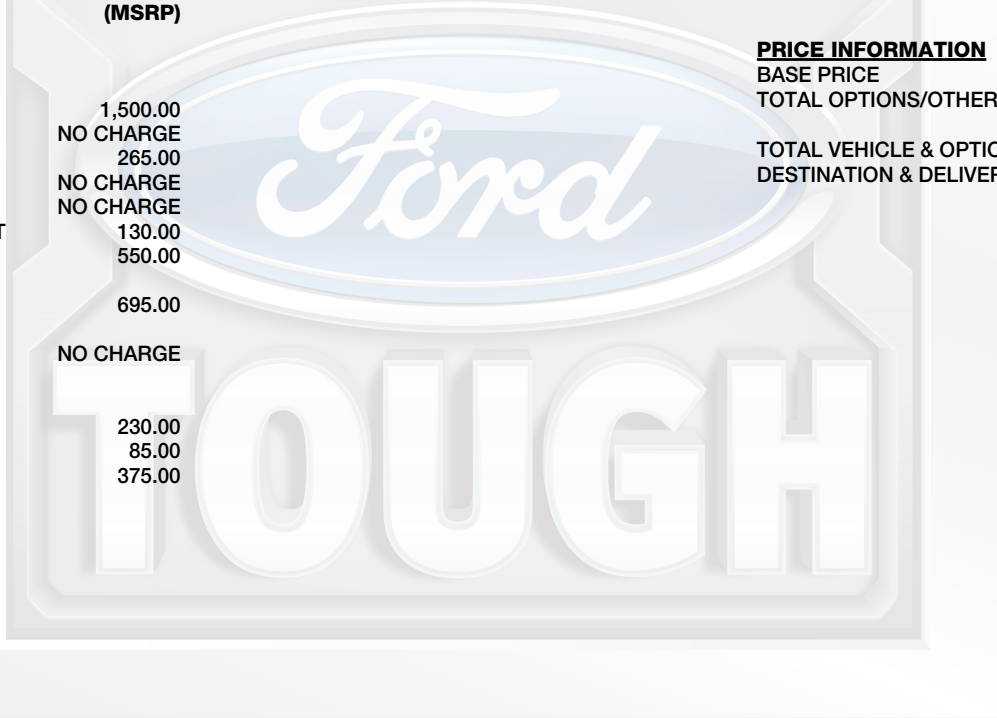 (MSRP)
1,500.00
NO CHARGE
265.00
NO CHARGE
NO CHARGE
T 130.00
550.00
695.00
NO CHARGE
230.00
85.00
375.00
PRICE INFORMATION
BASE PRICE
TOTAL OPTIONS/OTHER
TOTAL VEHICLE & OPTIO
DESTINATION & DELIVER
Ford
TOUGH